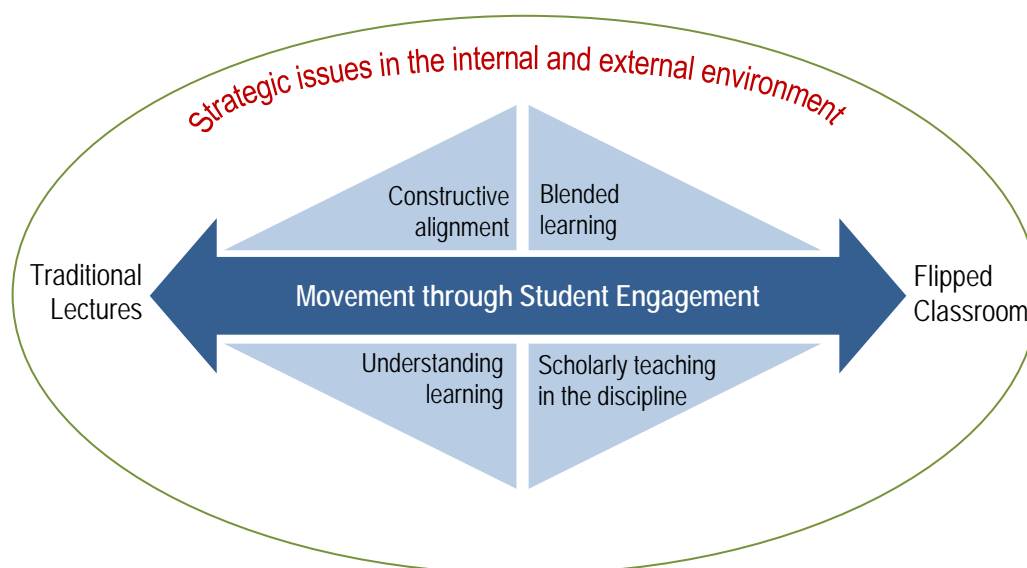 Strategic issues in the internal and external environment
Constructive
alignment
Blended
learning
Traditional
Lectures
Movement through Student Engagement
Flipped
Classroom
Understanding
learning
Scholarly teaching
in the discipline